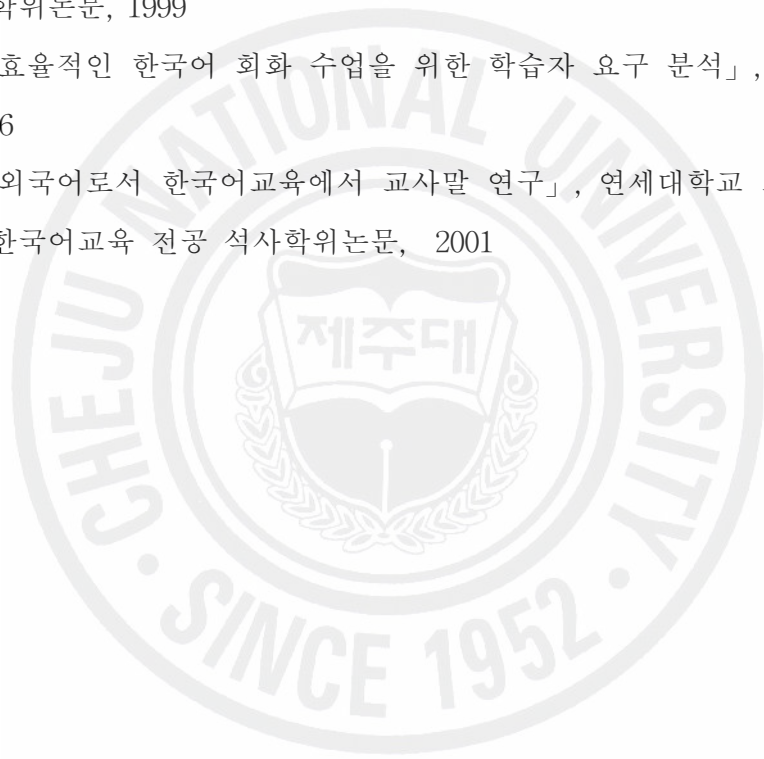 학위논문, 1999
효율적인 한국어 회화 수업을 위한 학습자 요구 분석」,
6
외국어로서 한국어교육에서 교사말 연구」, 연세대학교
한국어교육 전공 석사학위논문, 2001
CHEJU NATIONAL UNIVERSITY
제주대
· SINCE 1952 ·